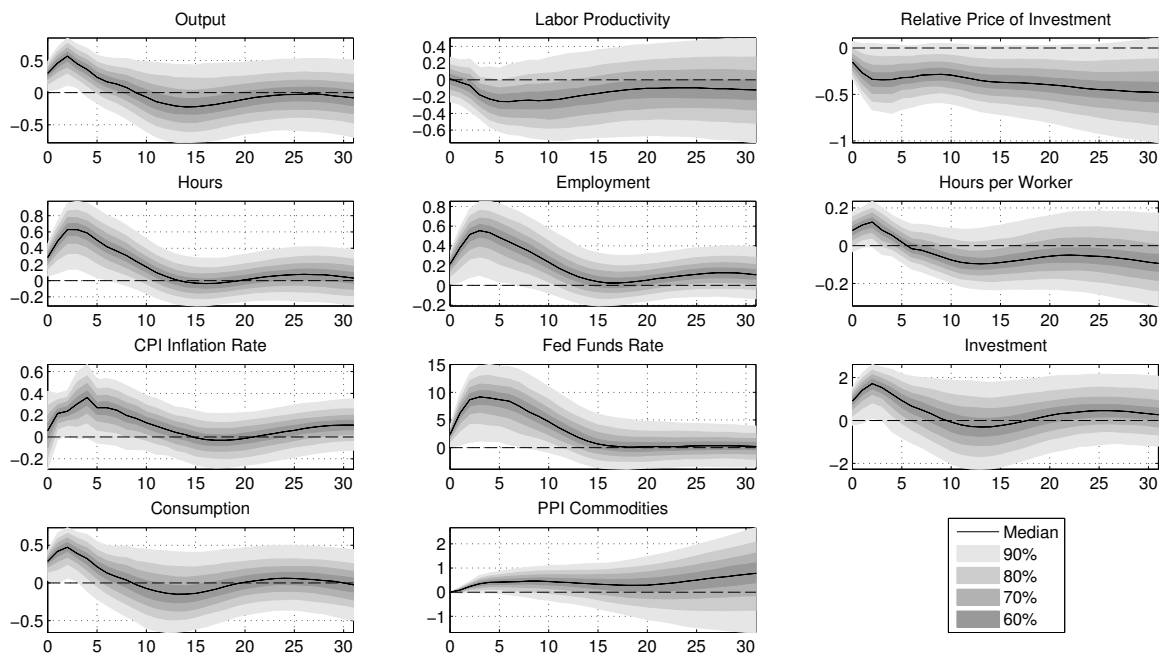 Output
Labor Productivity
Relative Price of Investment
0.5
0
−0.5
0 5 10 15 20 25 30
0.4
0.2
0
−0.2
−0.4
−0.6
0 5 10 15 20 25 30
0
−0.5
−1
0 5 10 15 20 25 30
Hours
Employment
Hours per Worker
0.8
0.6
0.4
0.2
0
−0.2
0 5 10 15 20 25 30
0.8
0.6
0.4
0.2
0
−0.2
0 5 10 15 20 25 30
0.2
0
−0.2
0 5 10 15 20 25 30
CPI Inflation Rate
Fed Funds Rate
Investment
0.6
0.4
0.2
0
−0.2
0 5 10 15 20 25 30
15
10
5
0
0 5 10 15 20 25 30
2
0
−2
0 5 10 15 20 25 30
Consumption
PPI Commodities
0.5
0
−0.5
0 5 10 15 20 25 30
2
1
0
−1
0 5 10 15 20 25 30
Median
90%
80%
70%
60%